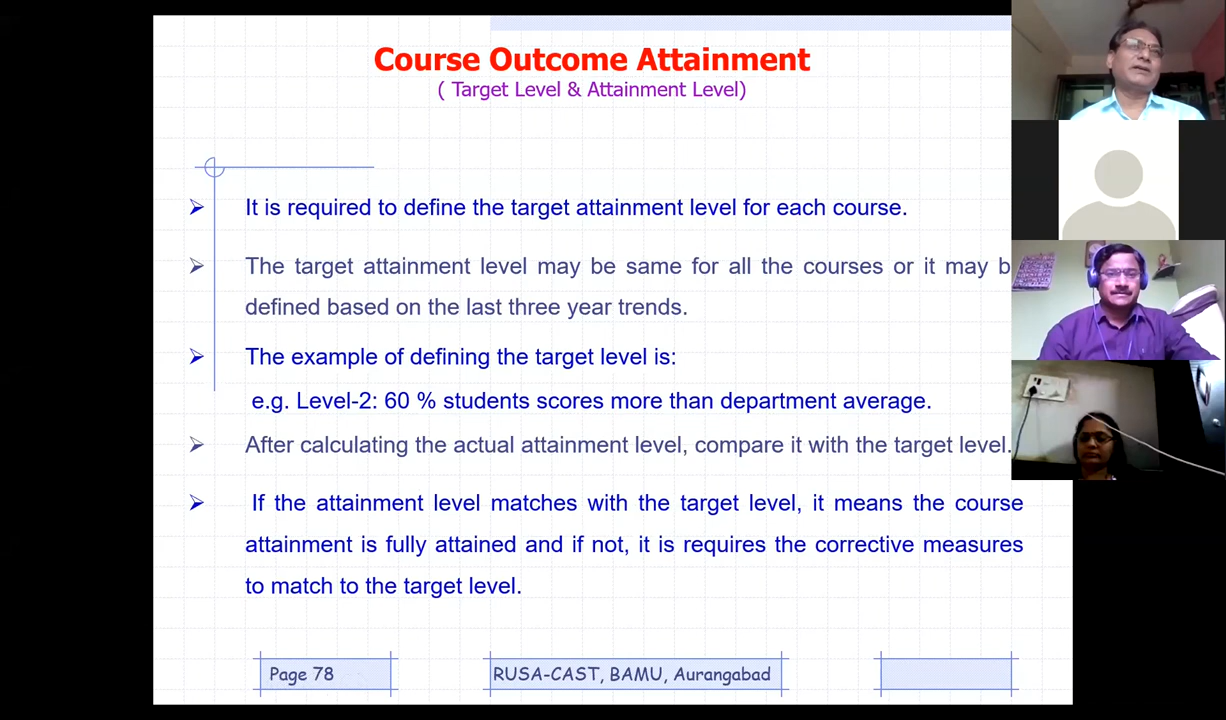 Course Outcome Attainment
( Target Level & Attainment Level)
➢ It is required to define the target attainment level for each course.
➢ The target attainment level may be same for all the courses or it may b
defined based on the last three year trends.
➢ The example of defining the target level is:
e.g. Level-2: 60 % students scores more than department average.
➢ After calculating the actual attainment level, compare it with the target level.
➢ If the attainment level matches with the target level, it means the course
attainment is fully attained and if not, it is requires the corrective measures
to match to the target level.
Page 78
RUSA-CAST, BAMU, Aurangabad